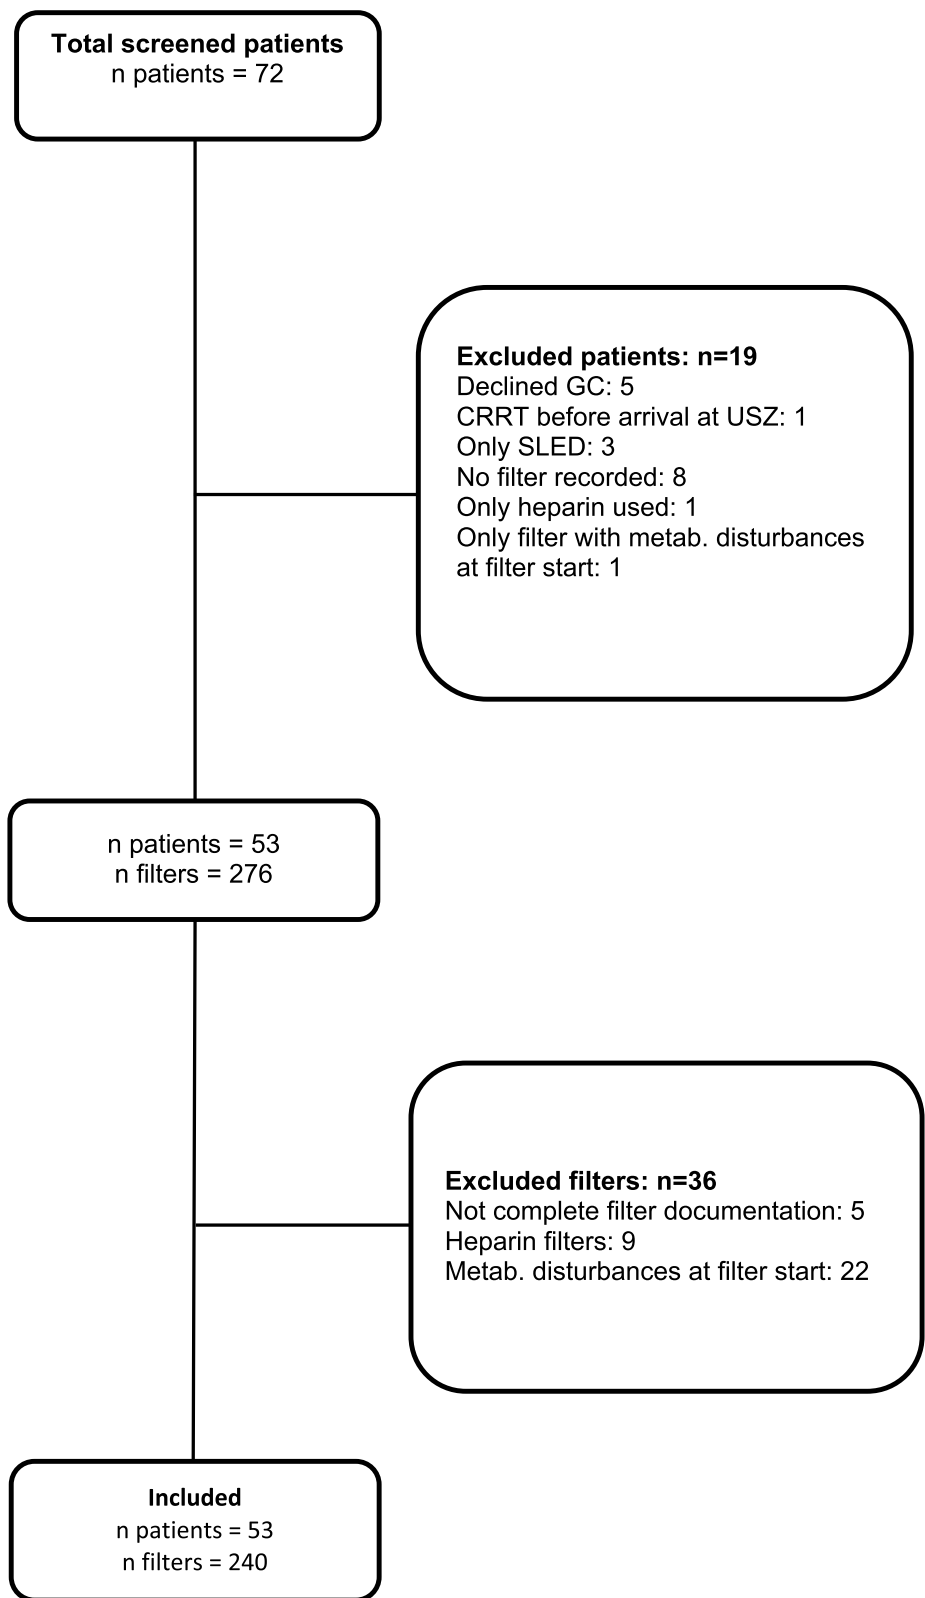 Total screened patients
n patients = 72
Excluded patients: n=19
Declined GC: 5
CRRT before arrival at USZ: 1
Only SLED: 3
No filter recorded: 8
Only heparin used: 1
Only filter with metab. disturbances
at filter start: 1
n patients = 53
n filters = 276
Excluded filters: n=36
Not complete filter documentation: 5
Heparin filters: 9
Metab. disturbances at filter start: 22
Included
n patients = 53
n filters = 240